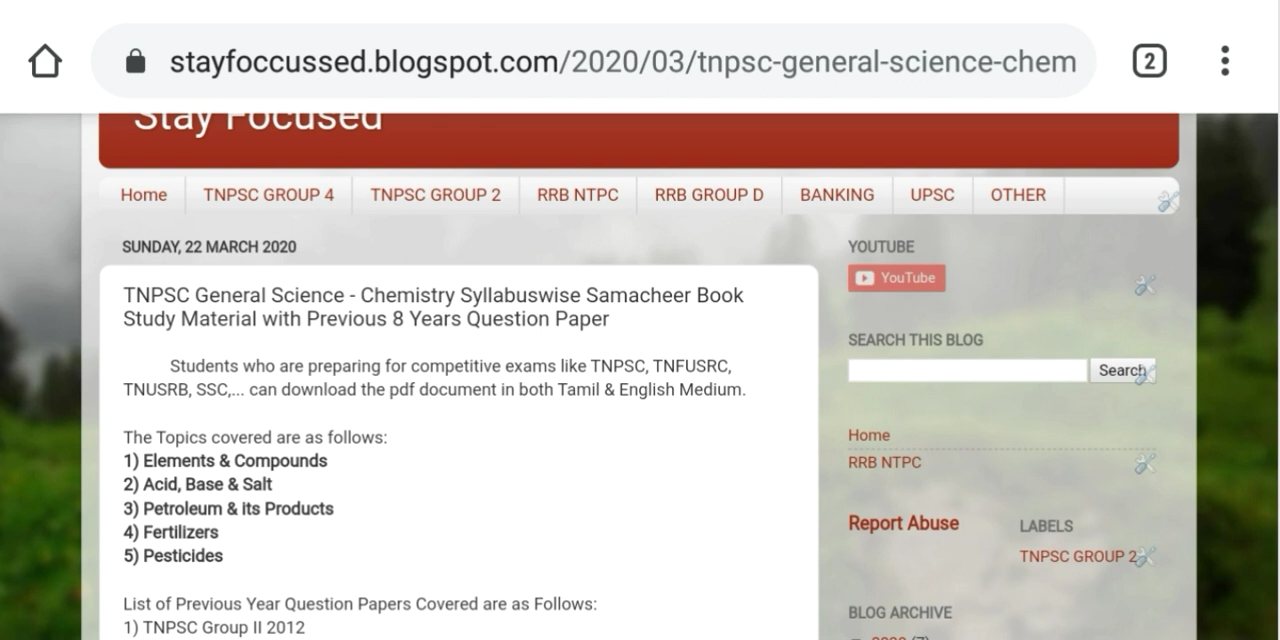 stayfoccussed.blogspot.com/2020/03/tnpsc-general-science-chem
2
Stay Focused
Home TNPSC GROUP 4 TNPSC GROUP 2 RRB NTPC RRB GROUP D BANKING UPSC OTHER
SUNDAY, 22 MARCH 2020
TNPSC General Science - Chemistry Syllabuswise Samacheer Book
Study Material with Previous 8 Years Question Paper
Students who are preparing for competitive exams like TNPSC, TNFUSRC,
TNUSRB, SSC,... can download the pdf document in both Tamil & English Medium.
The Topics covered are as follows:
1) Elements & Compounds
2) Acid, Base & Salt
3) Petroleum & its Products
4) Fertilizers
5) Pesticides
List of Previous Year Question Papers Covered are as Follows:
1) TNPSC Group II 2012
YOUTUBE
YouTube
SEARCH THIS BLOG
Search
Home
RRB NTPC
Report Abuse
LABELS
TNPSC GROUP 2
BLOG ARCHIVE